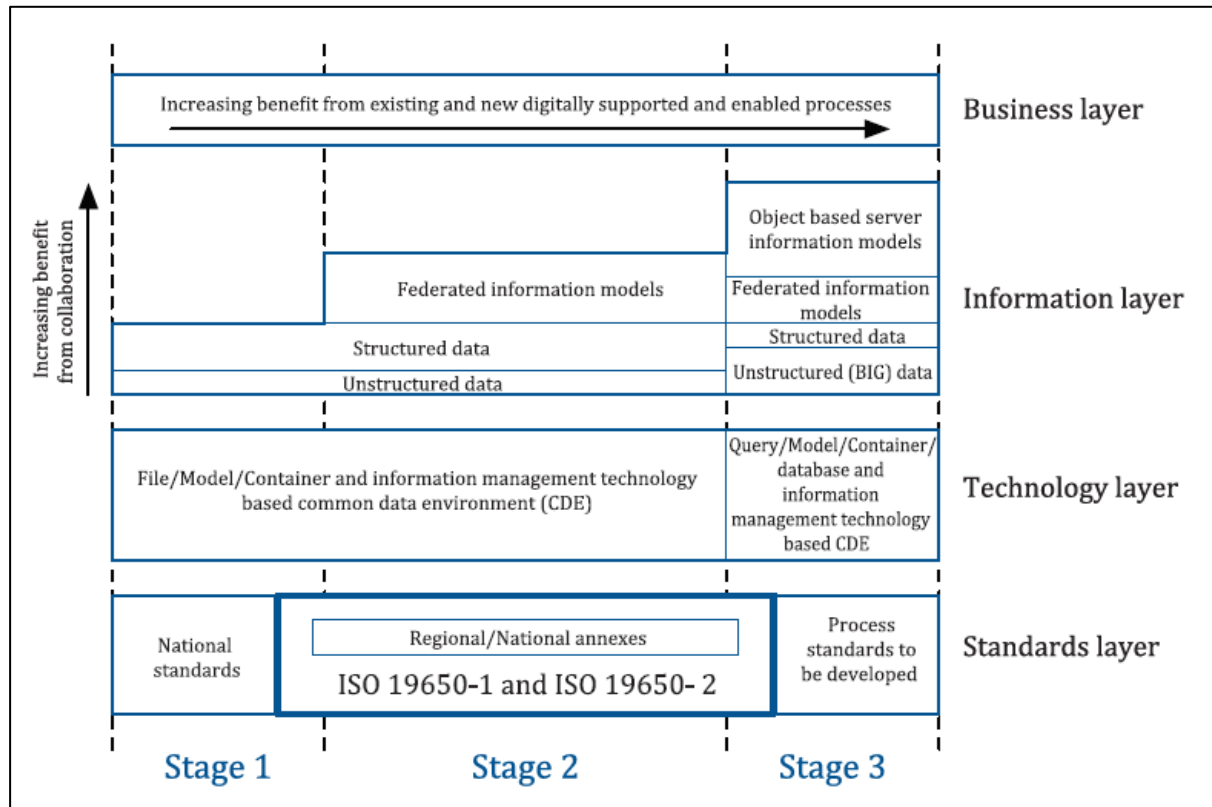 Increasing benefit from existing and new digitally supported and enabled processes
Business layer
Increasing benefit
from collaboration
Object based server
information models
Federated information models
Federated information
models
Information layer
Structured data
Structured data
Unstructured data
Unstructured (BIG) data
File/Model/Container and information management technology
based common data environment (CDE)
Query/Model/Container/
database and
information
management technology
based CDE
Technology layer
National
standards
Regional/National annexes
ISO 19650-1 and ISO 19650- 2
Process
standards to
be developed
Standards layer
Stage 1
Stage 2
Stage 3